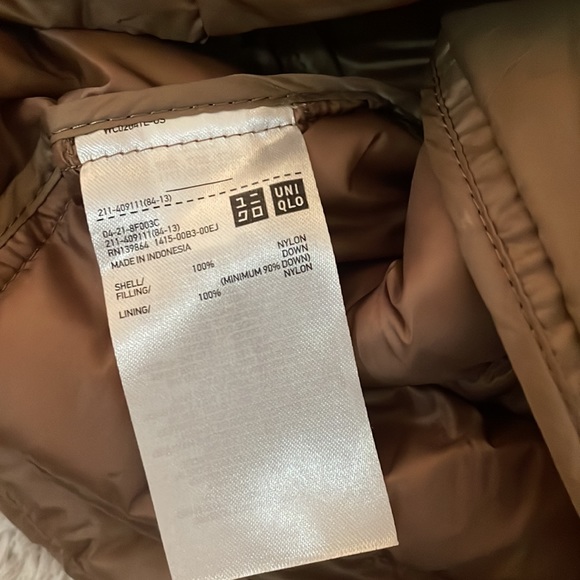 211-409111(84-13)
04-21-8F003C
211-409111(84-13)
RN139864 1415-00B3-00EJ
MADE IN INDONESIA
ユニ
クロ
UNI
QLO
SHELL/ 100% NYLON
FILLING/ DOWN
(MINIMUM 90% DOWN)
LINING/ 100% NYLON